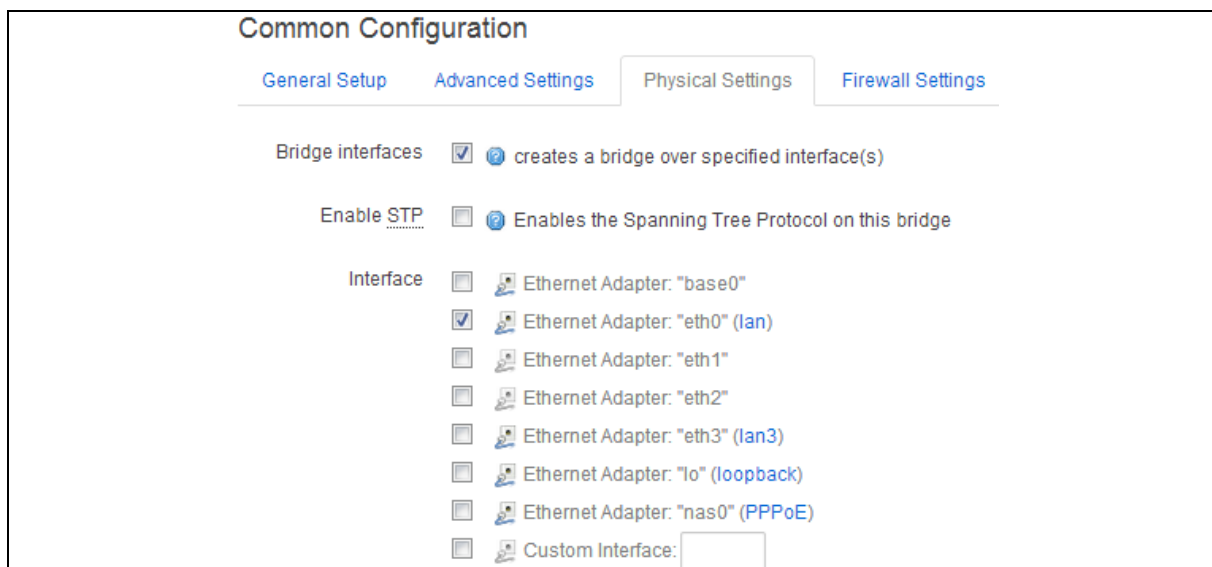 Common Configuration
General Setup Advanced Settings Physical Settings Firewall Settings
Bridge interfaces creates a bridge over specified interface(s)
Enable STP Enables the Spanning Tree Protocol on this bridge
Interface Ethernet Adapter: "base0"
Ethernet Adapter: "eth0" (lan)
Ethernet Adapter: "eth1"
Ethernet Adapter: "eth2"
Ethernet Adapter: "eth3" (lan3)
Ethernet Adapter: "lo" (loopback)
Ethernet Adapter: "nas0" (PPPoE)
Custom Interface: